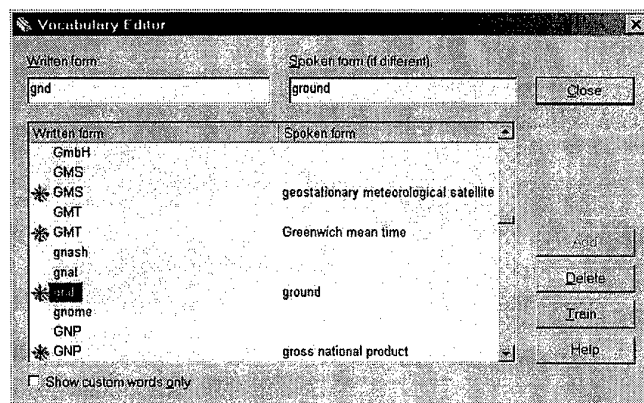 Vocabulary Editor
Written form: Spoken form (if different):
gnd ground Close
Written form Spoken form
GmbH
GMS
GMS geostationary meteorological satellite
GMT
GMT Greenwich mean time
gnash
gnat Add
gnd ground Delete
gnome
GNP Train...
GNP gross national product Help
Show custom words only